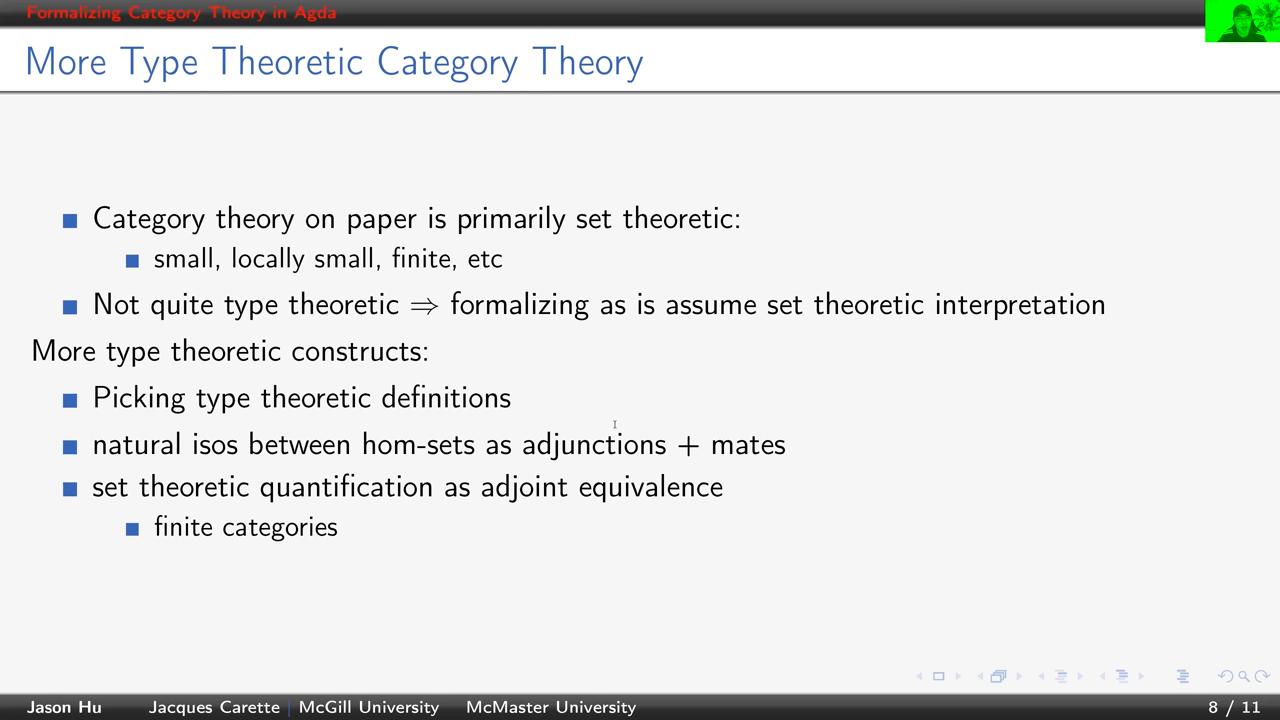 Formalizing Category Theory in Agda
More Type Theoretic Category Theory
Category theory on paper is primarily set theoretic:
small, locally small, finite, etc
Not quite type theoretic ⇒ formalizing as is assume set theoretic interpretation
More type theoretic constructs:
Picking type theoretic definitions
natural isos between hom-sets as adjunctions + mates
set theoretic quantification as adjoint equivalence
finite categories
Jason Hu Jacques Carette | McGill University McMaster University 8 / 11